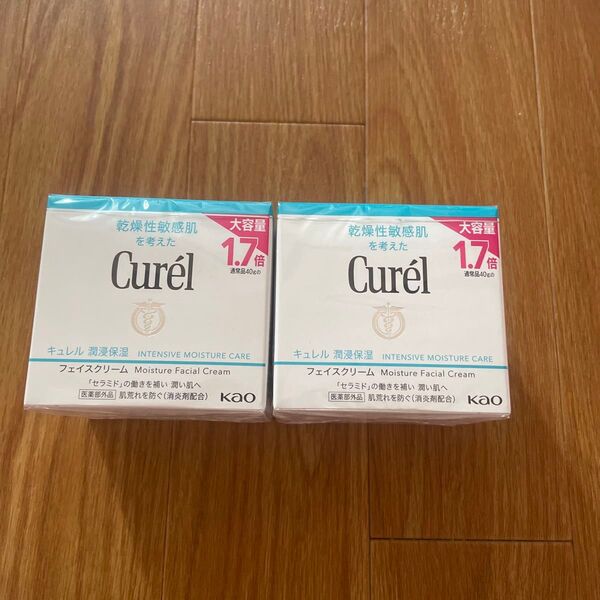 乾燥性敏感肌
を考えた
Curél
大容量
1.7倍
通常品40gの
キュレル 潤浸保湿 INTENSIVE MOISTURE CARE
フェイスクリーム Moisture Facial Cream
「セラミド」の働きを補い 潤い肌へ
医薬部外品 肌荒れを防ぐ(消炎剤配合)
Kao
乾燥性敏感肌
を考えた
Curél
大容量
1.7倍
通常品40gの
キュレル 潤浸保湿 INTENSIVE MOISTURE CARE
フェイスクリーム Moisture Facial Cream
「セラミド」の働きを補い 潤い肌へ
医薬部外品 肌荒れを防ぐ(消炎剤配合)
Kao